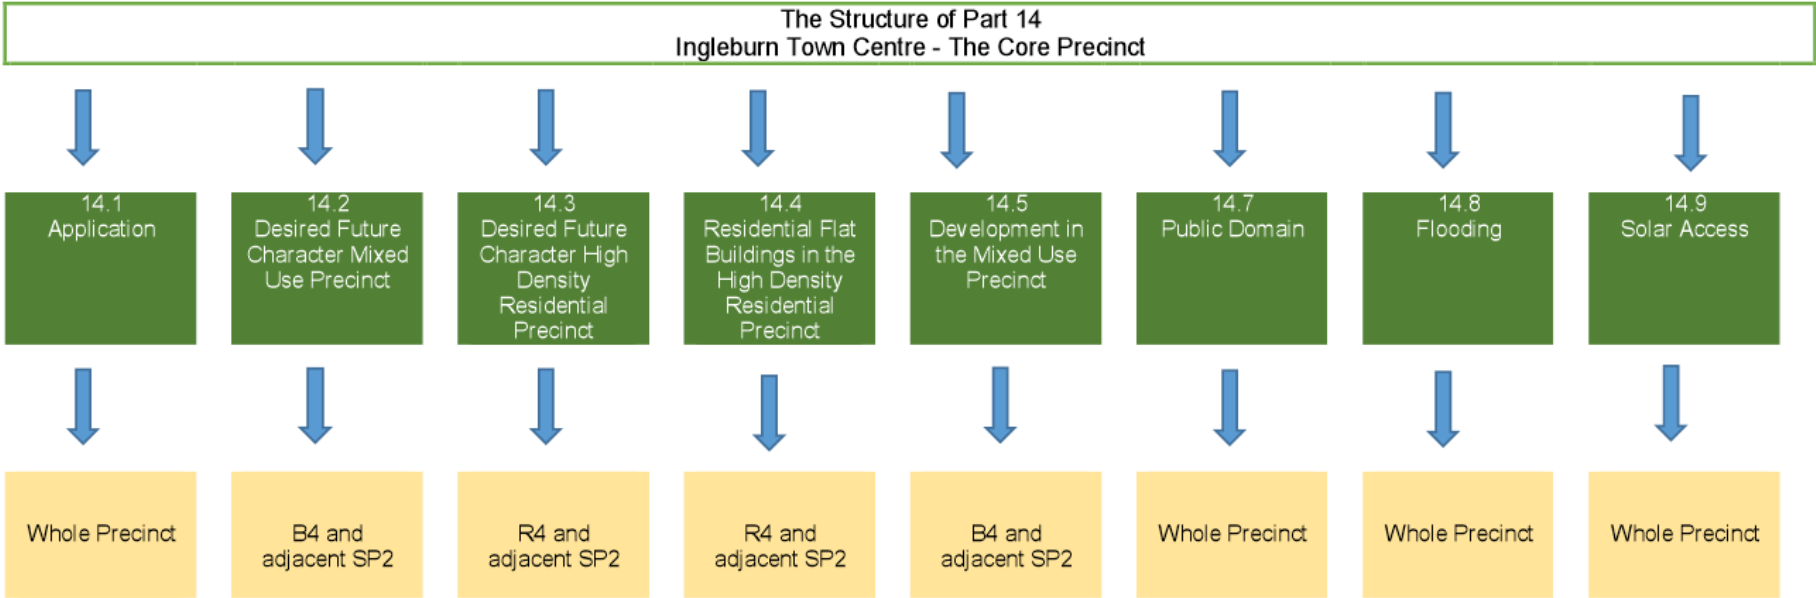 The Structure of Part 14
Ingleburn Town Centre - The Core Precinct
14.1
Application
14.2
Desired Future
Character Mixed
Use Precinct
14.3
Desired Future
Character High
Density
Residential
Precinct
14.4
Residential Flat
Buildings in the
High Density
Residential
Precinct
14.5
Development in
the Mixed Use
Precinct
14.7
Public Domain
14.8
Flooding
14.9
Solar Access
Whole Precinct
B4 and
adjacent SP2
R4 and
adjacent SP2
R4 and
adjacent SP2
B4 and
adjacent SP2
Whole Precinct
Whole Precinct
Whole Precinct